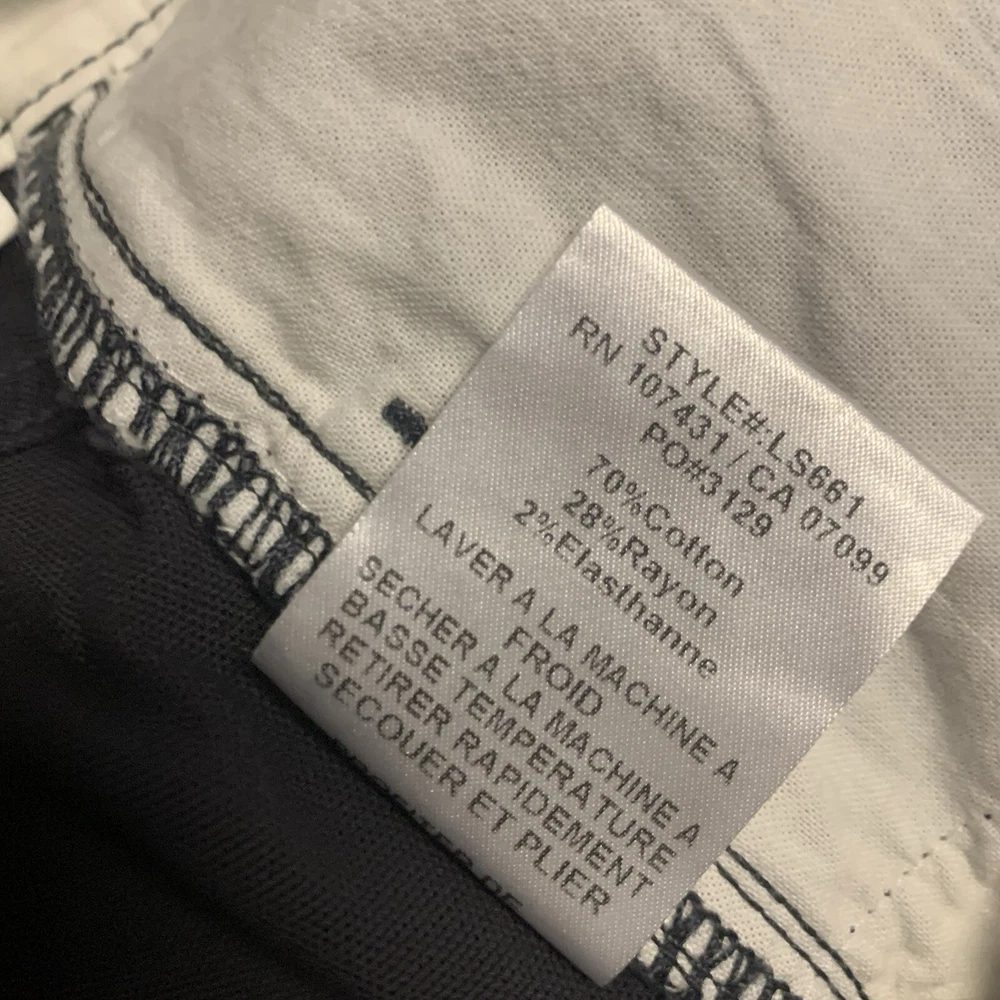 STYLE#:LS661
RN 107431 / CA 07099
PO#3129
70%Cotton
28%Rayon
2%Elasthanne
LAVER A LA MACHINE A
FROID
SECHER A LA MACHINE A
BASSE TEMPERATURE
RETIRER RAPIDEMENT
SECOUER ET PLIER